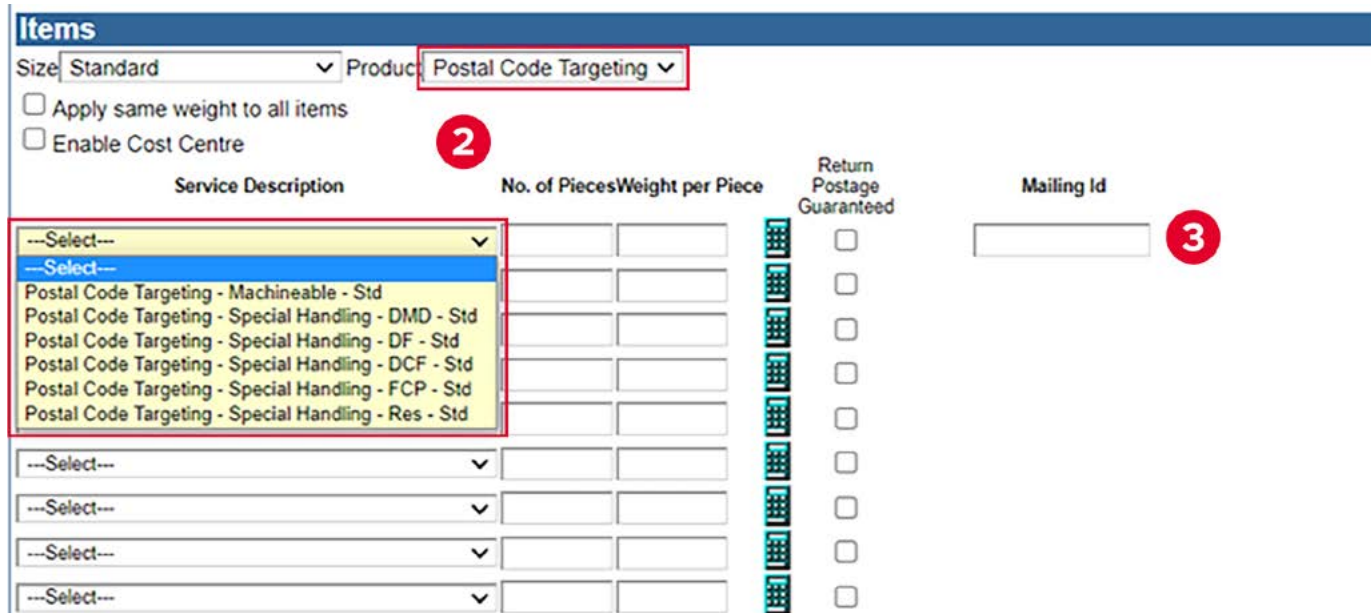 Items
Size Standard Product Postal Code Targeting
Apply same weight to all items
Enable Cost Centre
2
Service Description No. of Pieces Weight per Piece Return Postage Guaranteed Mailing Id
---Select---
3
---Select---
Postal Code Targeting - Machineable - Std
Postal Code Targeting - Special Handling - DMD - Std
Postal Code Targeting - Special Handling - DF - Std
Postal Code Targeting - Special Handling - DCF - Std
Postal Code Targeting - Special Handling - FCP - Std
Postal Code Targeting - Special Handling - Res - Std
---Select---
---Select---
---Select---
---Select---